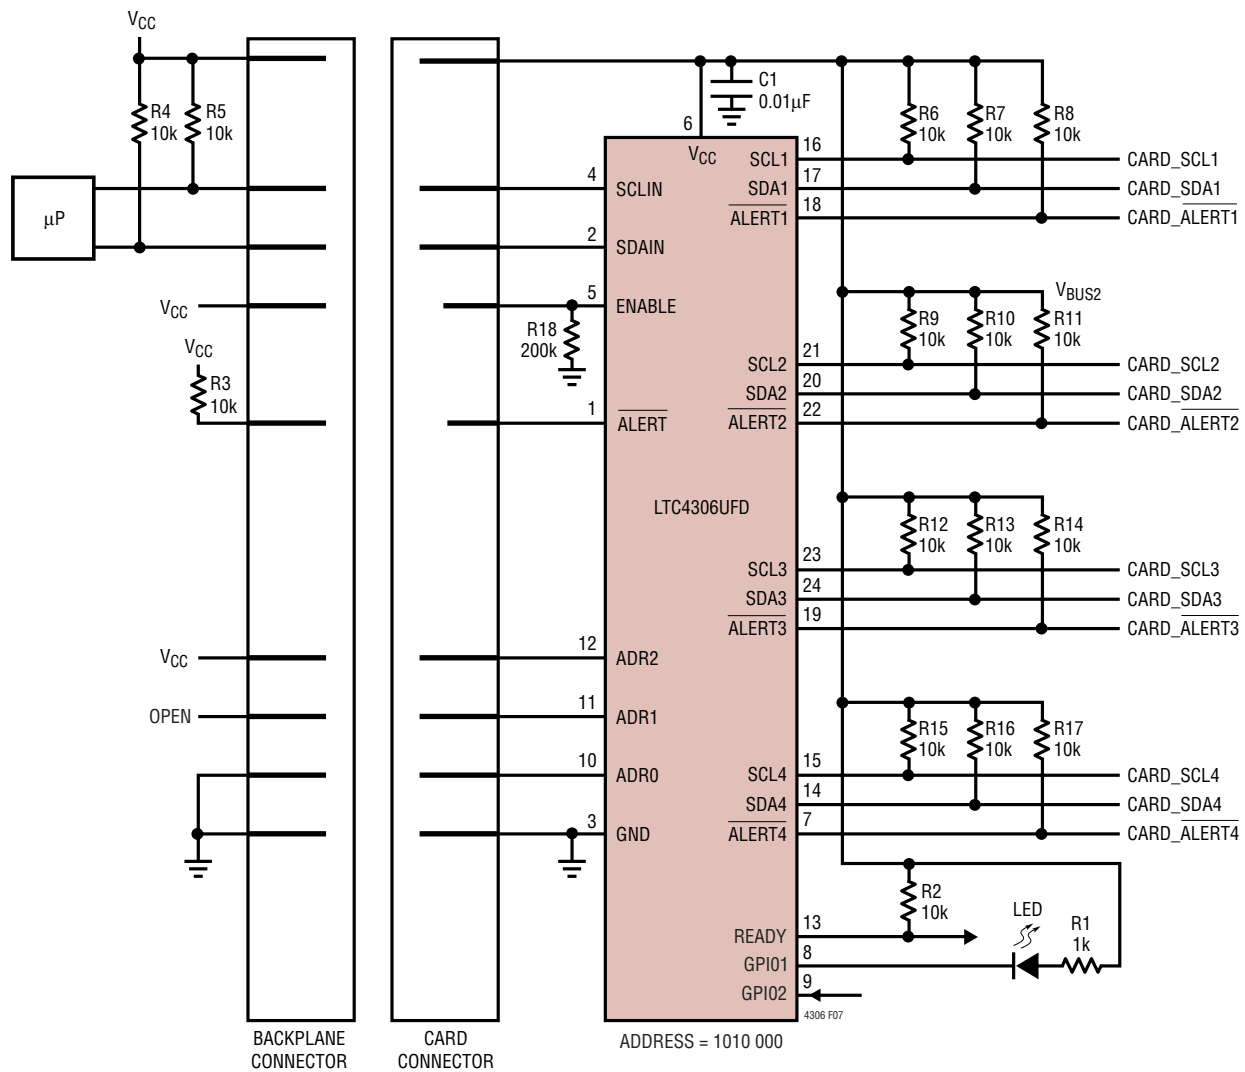 VCC
R4
10k
R5
10k
µP
VCC
VCC
R3
10k
VCC
OPEN
BACKPLANE
CONNECTOR
CARD
CONNECTOR
C1
0.01µF
6
VCC
4
SCLIN
2
SDAIN
5
ENABLE
R18
200k
1
ALERT
LTC4306UFD
12
ADR2
11
ADR1
10
ADR0
3
GND
ADDRESS = 1010 000
SCL1
16
SDA1
17
ALERT1
18
R6
10k
R7
10k
R8
10k
CARD_SCL1
CARD_SDA1
CARD_ALERT1
VBUS2
R9
10k
R10
10k
R11
10k
SCL2
21
SDA2
20
ALERT2
22
CARD_SCL2
CARD_SDA2
CARD_ALERT2
R12
10k
R13
10k
R14
10k
SCL3
23
SDA3
24
ALERT3
19
CARD_SCL3
CARD_SDA3
CARD_ALERT3
R15
10k
R16
10k
R17
10k
SCL4
15
SDA4
14
ALERT4
7
CARD_SCL4
CARD_SDA4
CARD_ALERT4
R2
10k
READY
13
GPIO1
8
GPIO2
9
LED
R1
1k
4306 F07